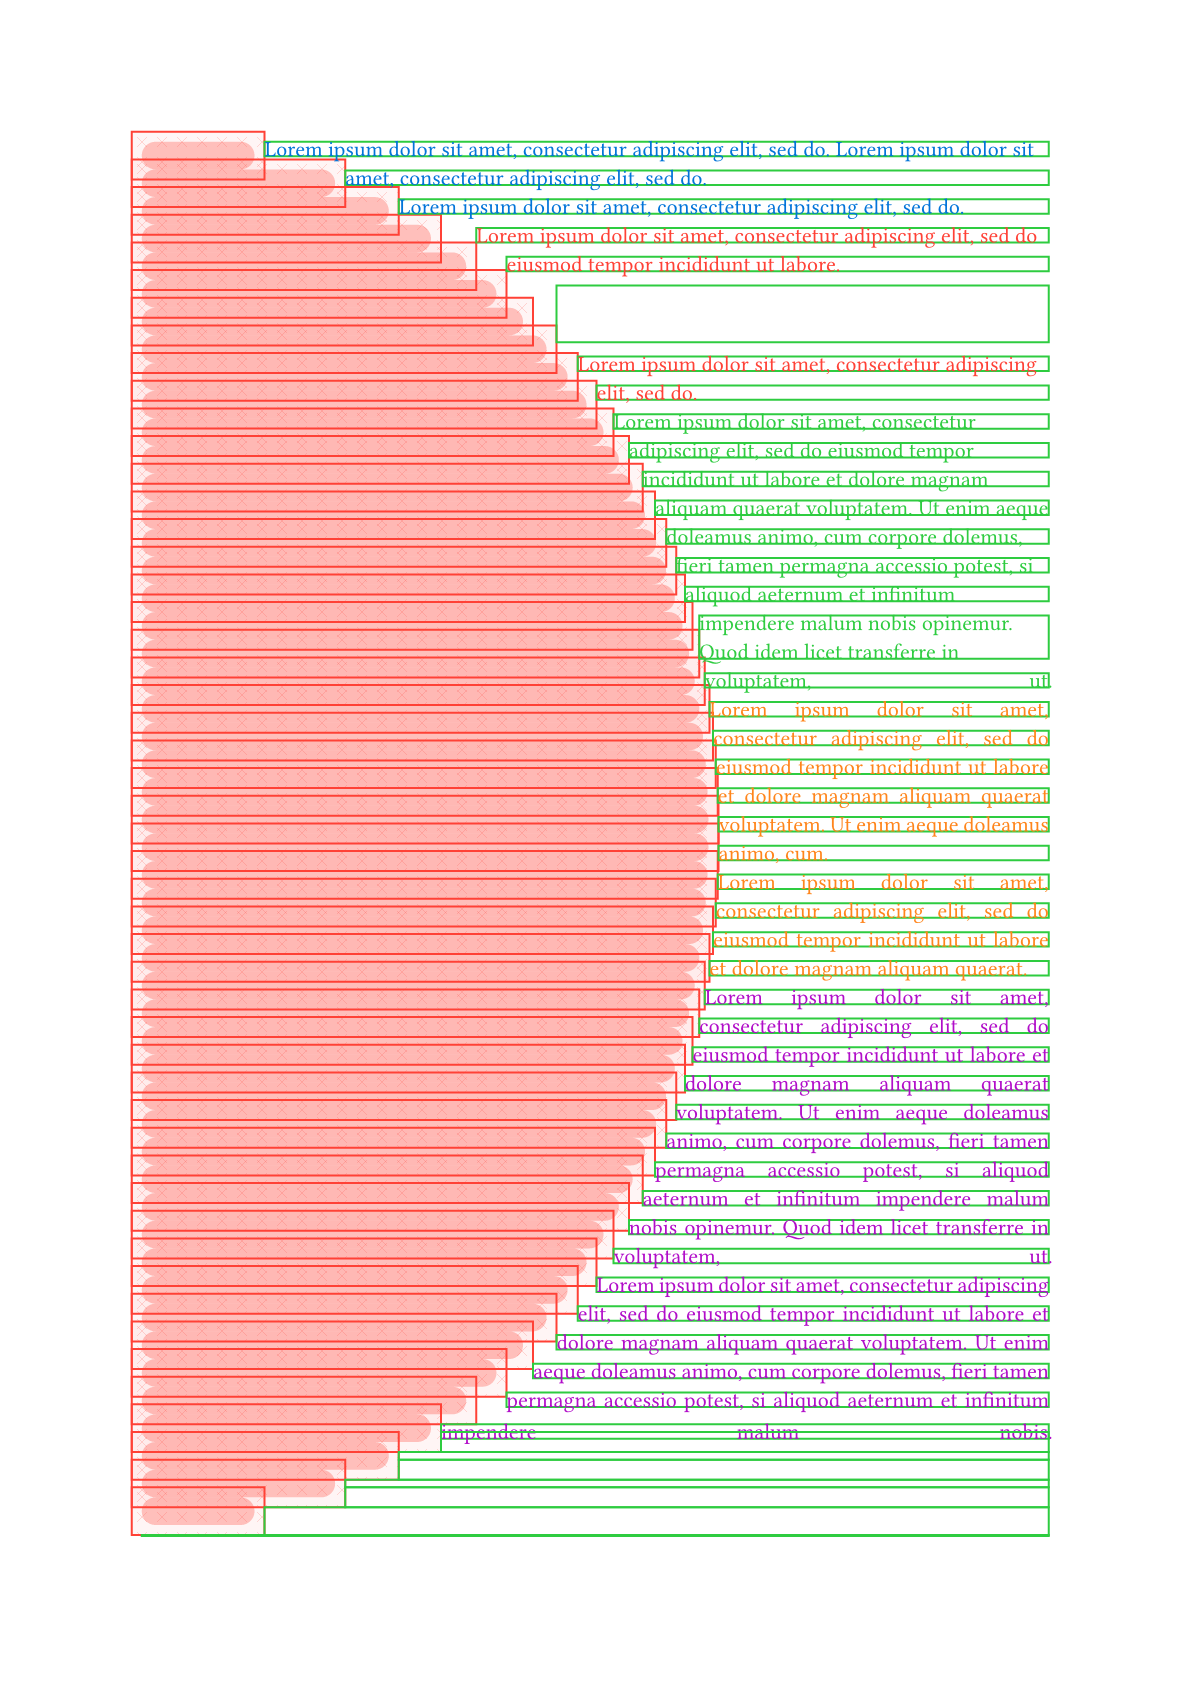 Lorem ipsum dolor sit amet, consectetur adipiscing elit, sed do. Lorem ipsum dolor sit
amet, consectetur adipiscing elit, sed do.
Lorem ipsum dolor sit amet, consectetur adipiscing elit, sed do.
Lorem ipsum dolor sit amet, consectetur adipiscing elit, sed do
eiusmod tempor incididunt ut labore.
Lorem ipsum dolor sit amet, consectetur adipiscing
elit, sed do.
Lorem ipsum dolor sit amet, consectetur
adipiscing elit, sed do eiusmod tempor
incididunt ut labore et dolore magnam
aliquam quaerat voluptatem. Ut enim aeque
doleamus animo, cum corpore dolemus,
fieri tamen permagna accessio potest, si
aliquod aeternum et infinitum
impendere malum nobis opinemur.
Quod idem licet transferre in
voluptatem, ut.
Lorem ipsum dolor sit amet,
consectetur adipiscing elit, sed do
eiusmod tempor incididunt ut labore
et dolore magnam aliquam quaerat
voluptatem. Ut enim aeque doleamus
animo, cum.
Lorem ipsum dolor sit amet,
consectetur adipiscing elit, sed do
eiusmod tempor incididunt ut labore
et dolore magnam aliquam quaerat.
Lorem ipsum dolor sit amet,
consectetur adipiscing elit, sed do
eiusmod tempor incididunt ut labore et
dolore magnam aliquam quaerat
voluptatem. Ut enim aeque doleamus
animo, cum corpore dolemus, fieri tamen
permagna accessio potest, si aliquod
aeternum et infinitum impendere malum
nobis opinemur. Quod idem licet transferre in
voluptatem, ut.
Lorem ipsum dolor sit amet, consectetur adipiscing
elit, sed do eiusmod tempor incididunt ut labore et
dolore magnam aliquam quaerat voluptatem. Ut enim
aeque doleamus animo, cum corpore dolemus, fieri tamen
permagna accessio potest, si aliquod aeternum et infinitum
impendere malum nobis.